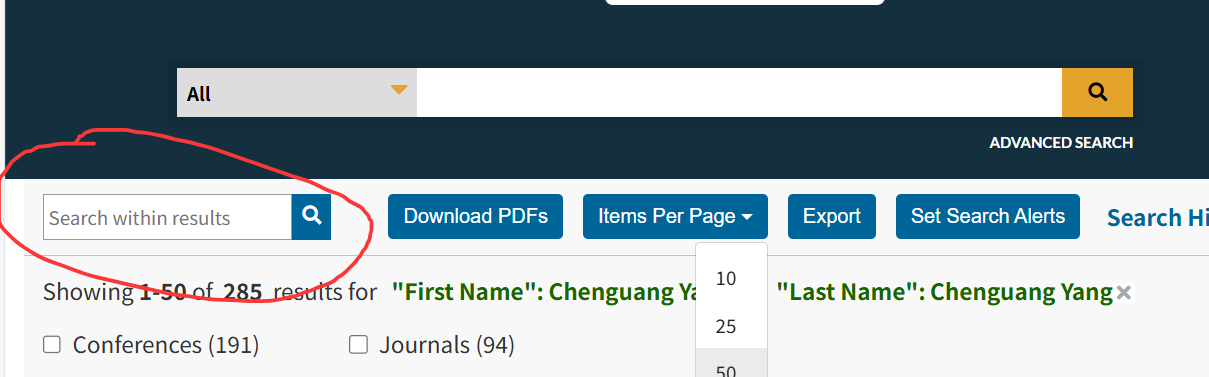 All
ADVANCED SEARCH
Search within results Download PDFs Items Per Page Export Set Search Alerts Search Hi
Showing 1-50 of 285 results for "First Name": Chenguang Ya "Last Name": Chenguang Yang
10
25
Conferences (191) Journals (94)
50